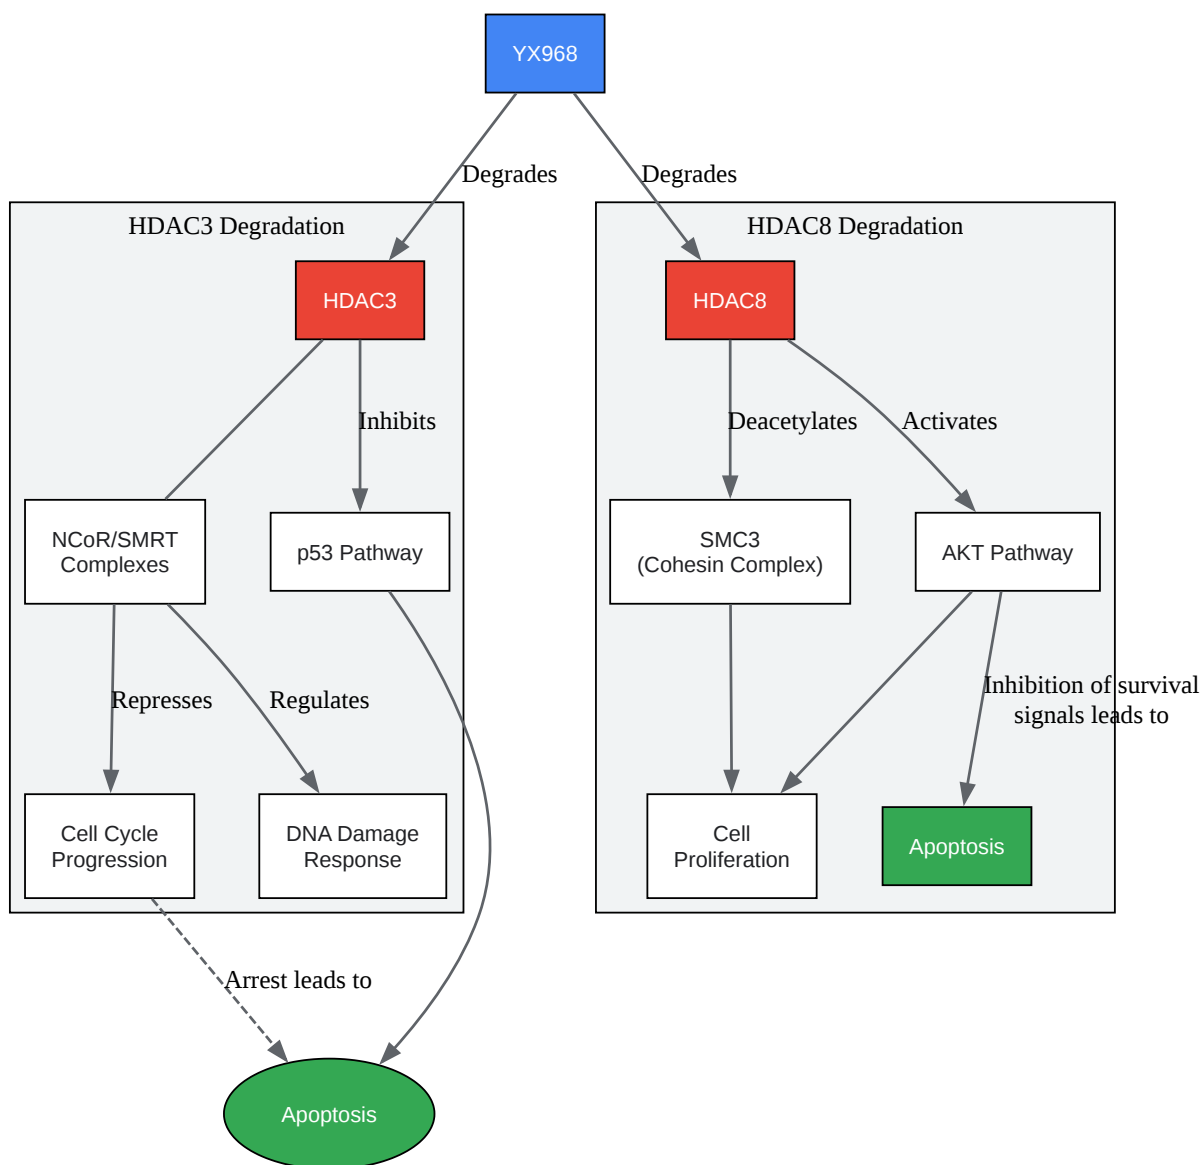 YX968
Degrades
Degrades
HDAC3 Degradation
HDAC8 Degradation
HDAC3
HDAC8
Inhibits
Deacetylates
Activates
NCoR/SMRT
Complexes
p53 Pathway
SMC3
(Cohesin Complex)
AKT Pathway
Represses
Regulates
Inhibition of survival
signals leads to
Cell Cycle
Progression
DNA Damage
Response
Cell
Proliferation
Apoptosis
Arrest leads to
Apoptosis